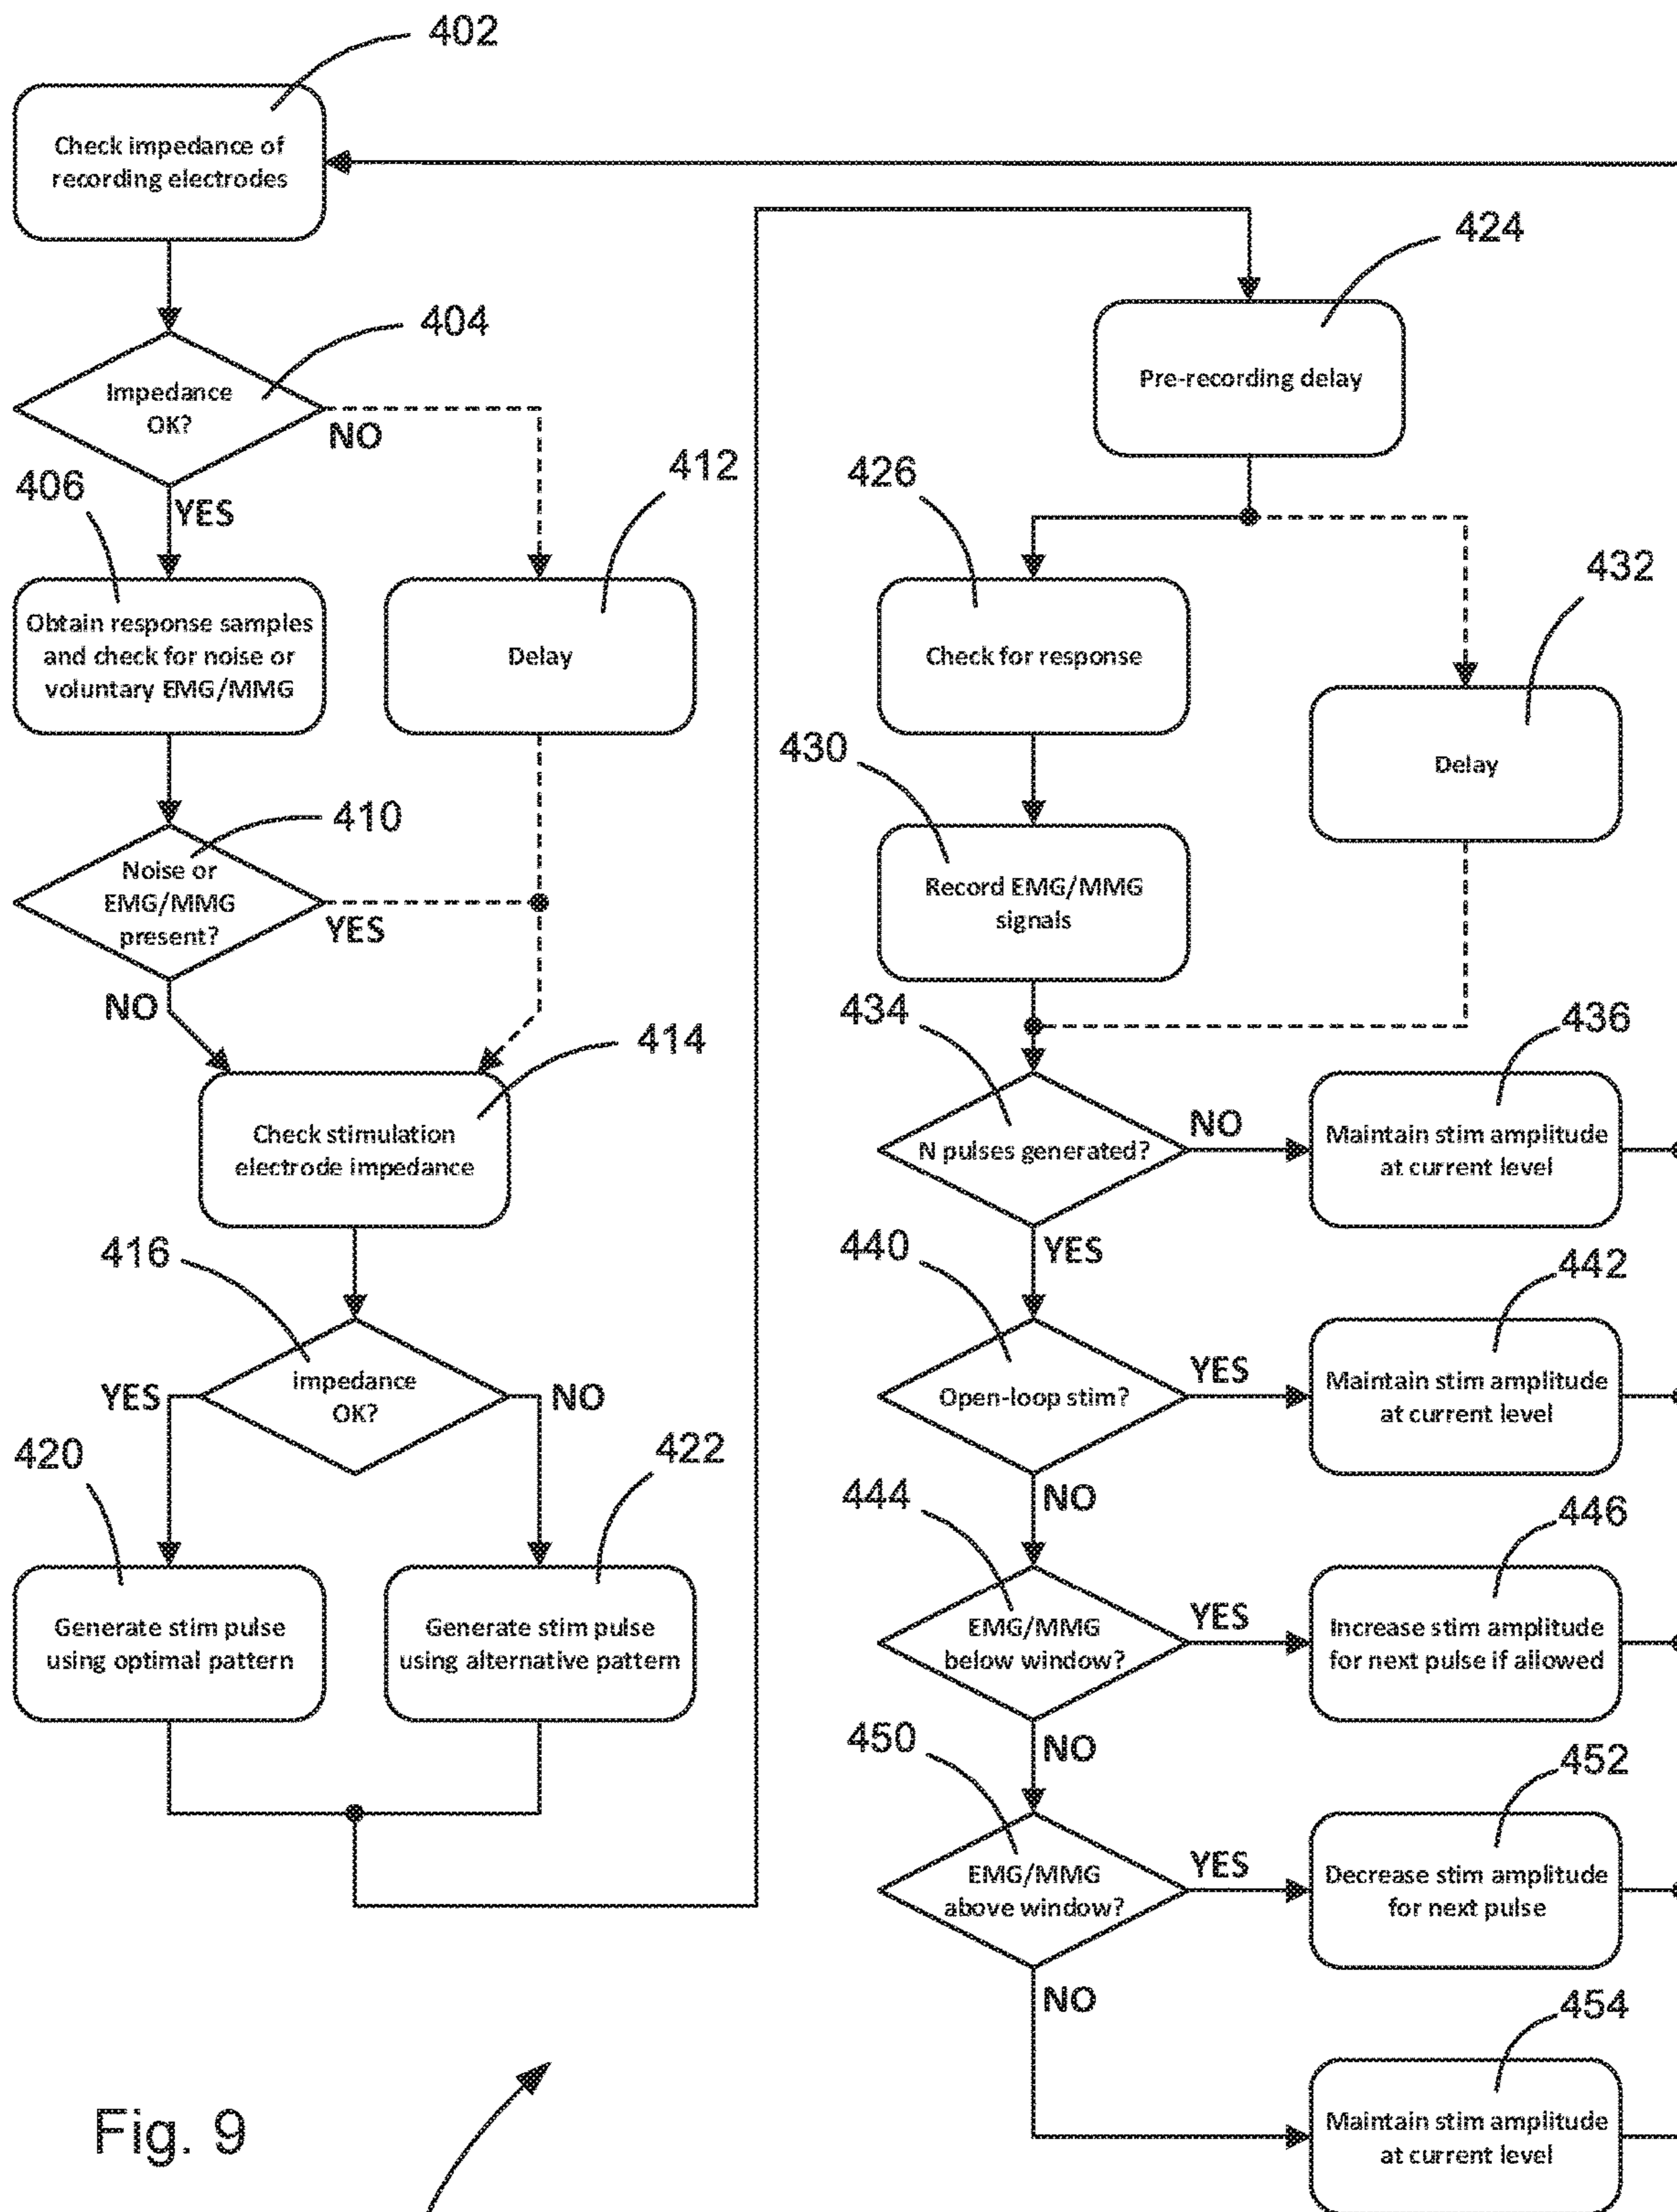 402
Check impedance of
recording electrodes
404
Impedance
OK?
NO
YES
406
Obtain response samples
and check for noise or
voluntary EMG/MMG
412
Delay
410
Noise or
EMG/MMG
present?
YES
NO
414
Check stimulation
electrode impedance
416
impedance
OK?
YES
NO
420
Generate stim pulse
using optimal pattern
422
Generate stim pulse
using alternative pattern
424
Pre-recording delay
426
Check for response
432
Delay
430
Record EMG/MMG
signals
434
N pulses generated?
NO
436
Maintain stim amplitude
at current level
YES
440
Open-loop stim?
YES
442
Maintain stim amplitude
at current level
NO
444
EMG/MMG
below window?
YES
446
Increase stim amplitude
for next pulse if allowed
NO
450
EMG/MMG
above window?
YES
452
Decrease stim amplitude
for next pulse
NO
454
Maintain stim amplitude
at current level
Fig. 9